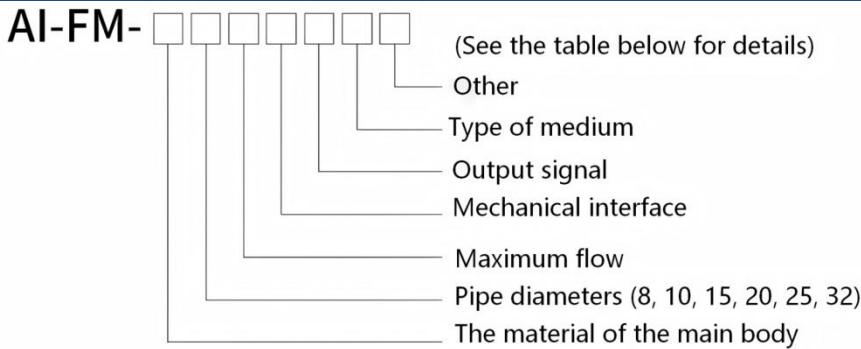 AI-FM-□□□□□□□
(See the table below for details)
Other
Type of medium
Output signal
Mechanical interface
Maximum flow
Pipe diameters (8, 10, 15, 20, 25, 32)
The material of the main body